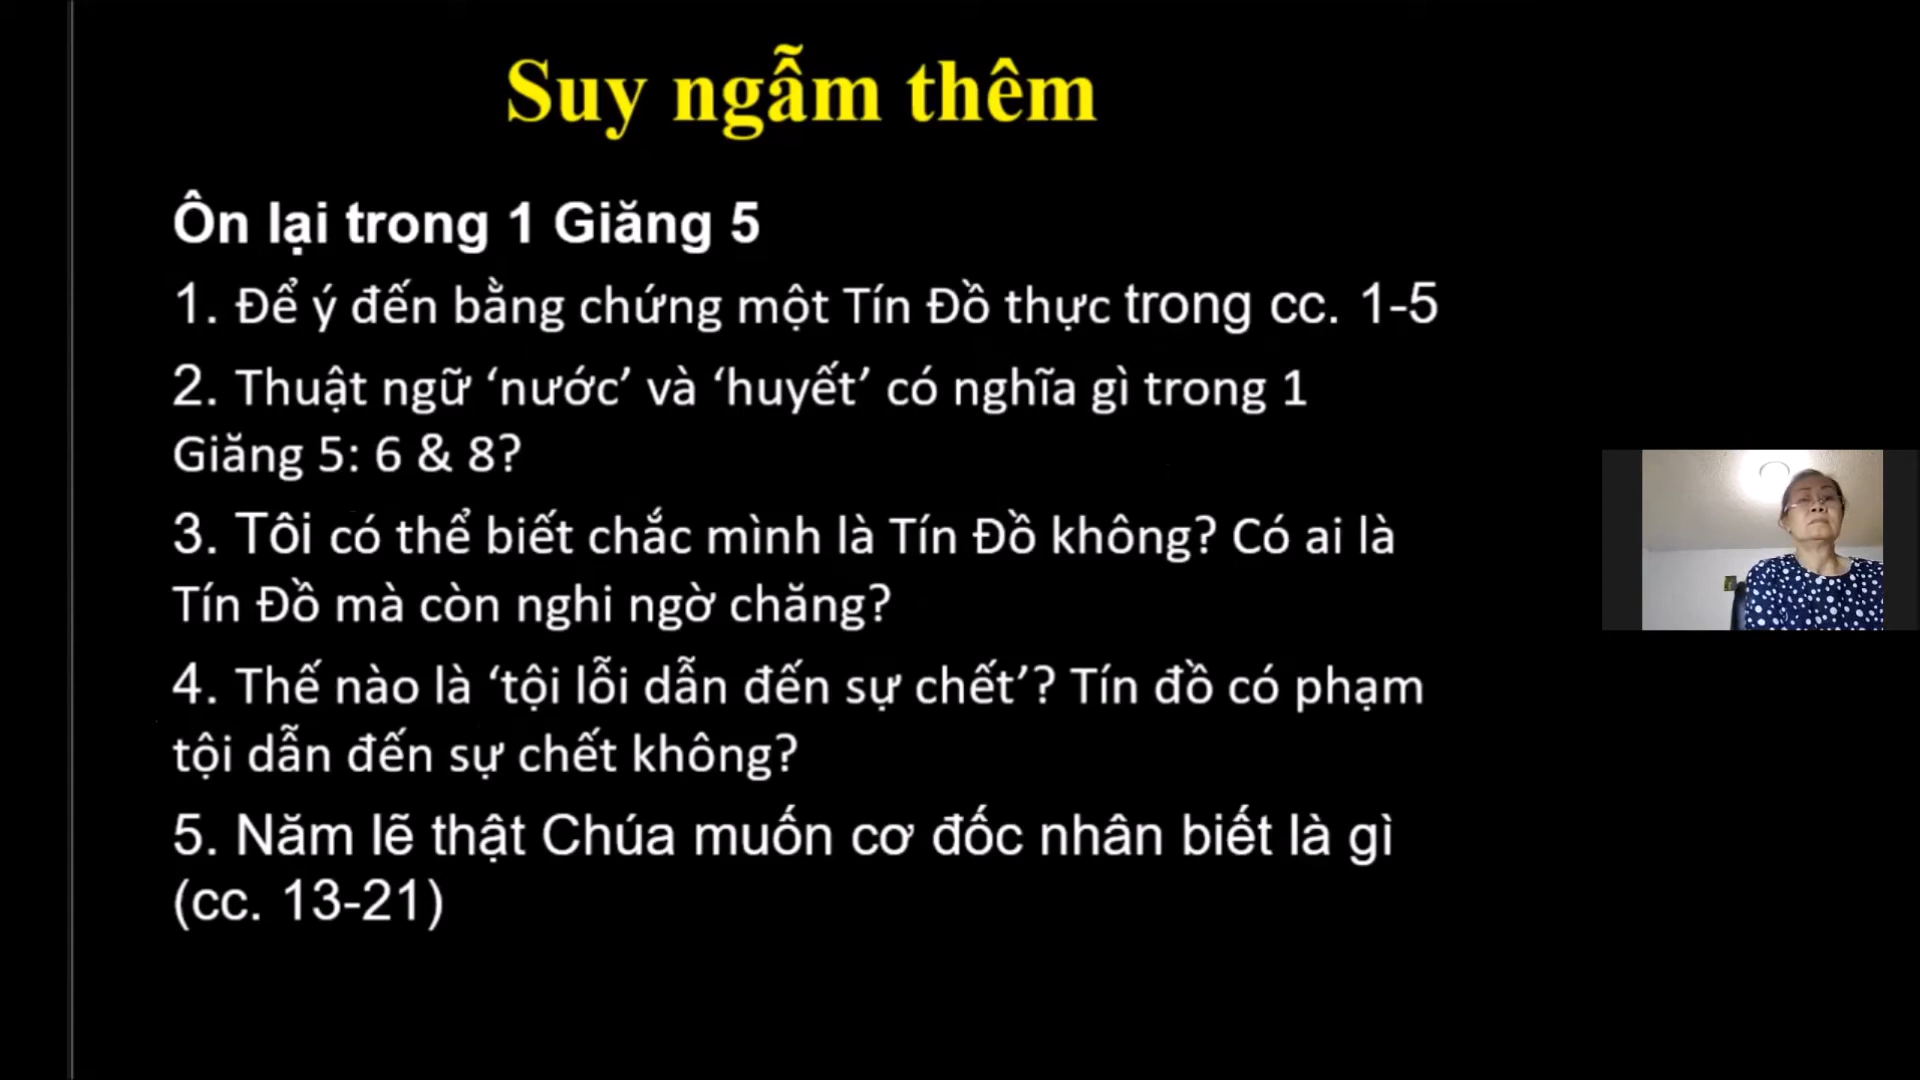 Suy ngẫm thêm
Ôn lại trong 1 Giăng 5
1. Để ý đến bằng chứng một Tín Đồ thực trong cc. 1-5
2. Thuật ngữ ‘nước’ và ‘huyết’ có nghĩa gì trong 1
Giăng 5: 6 & 8?
3. Tôi có thể biết chắc mình là Tín Đồ không? Có ai là
Tín Đồ mà còn nghi ngờ chăng?
4. Thế nào là ‘tội lỗi dẫn đến sự chết’? Tín đồ có phạm
tội dẫn đến sự chết không?
5. Năm lẽ thật Chúa muốn cơ đốc nhân biết là gì
(cc. 13-21)